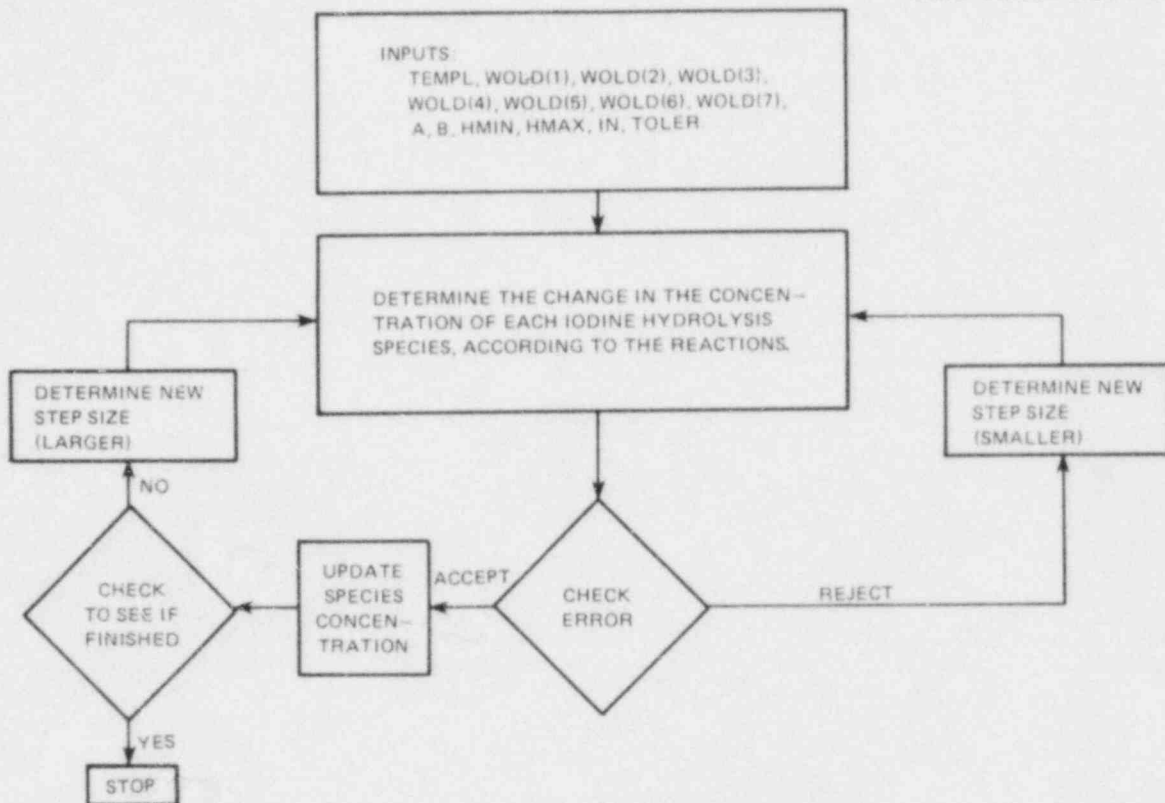 INPUTS:
TEMPL, WOLD(1), WOLD(2), WOLD(3),
WOLD(4), WOLD(5), WOLD(6), WOLD(7),
A, B, HMIN, HMAX, IN, TOLER
DETERMINE THE CHANGE IN THE CONCEN-
TRATION OF EACH IODINE HYDROLYSIS
SPECIES, ACCORDING TO THE REACTIONS.
DETERMINE NEW
STEP SIZE
(LARGER)
DETERMINE NEW
STEP SIZE
(SMALLER)
NO
CHECK
TO SEE IF
FINISHED
UPDATE
SPECIES
CONCEN-
TRATION
ACCEPT
CHECK
ERROR
REJECT
YES
STOP